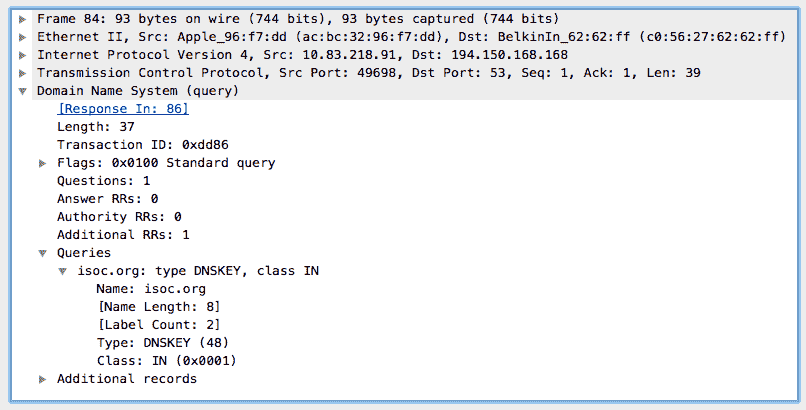 Frame 84: 93 bytes on wire (744 bits), 93 bytes captured (744 bits)
Ethernet II, Src: Apple_96:f7:dd (ac:bc:32:96:f7:dd), Dst: BelkinIn_62:62:ff (c0:56:27:62:62:ff)
Internet Protocol Version 4, Src: 10.83.218.91, Dst: 194.150.168.168
Transmission Control Protocol, Src Port: 49698, Dst Port: 53, Seq: 1, Ack: 1, Len: 39
Domain Name System (query)
[Response In: 86]
Length: 37
Transaction ID: 0xdd86
Flags: 0x0100 Standard query
Questions: 1
Answer RRs: 0
Authority RRs: 0
Additional RRs: 1
Queries
isoc.org: type DNSKEY, class IN
Name: isoc.org
[Name Length: 8]
[Label Count: 2]
Type: DNSKEY (48)
Class: IN (0x0001)
Additional records